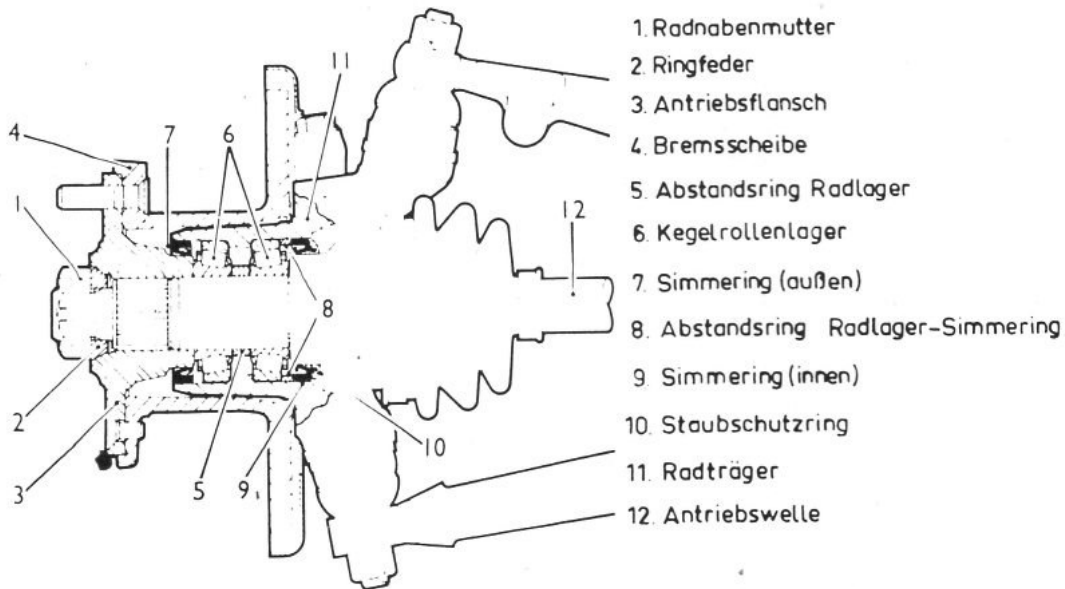 1. Radnabenmutter
2. Ringfeder
3. Antriebsflansch
4. Bremsscheibe
5. Abstandsring Radlager
6. Kegelrollenlager
7. Simmering (außen)
8. Abstandsring Radlager-Simmering
9. Simmering (innen)
10. Staubschutzring
11. Radträger
12. Antriebswelle
11
4
7
6
1
12
8
2
10
3
5
9